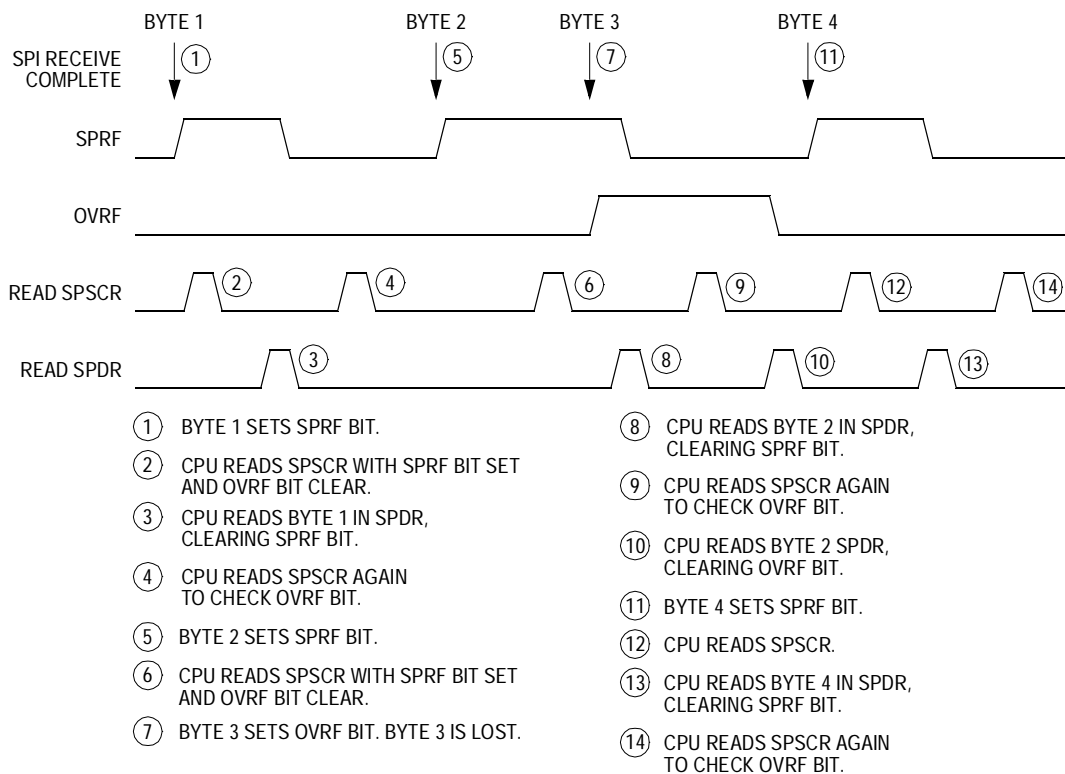 BYTE 1 BYTE 2 BYTE 3 BYTE 4
SPI RECEIVE
COMPLETE
1 5 7 11
SPRF
OVRF
READ SPSCR
2 4 6 9 12 14
READ SPDR
3 8 10 13
1 BYTE 1 SETS SPRF BIT.
2 CPU READS SPSCR WITH SPRF BIT SET
AND OVRF BIT CLEAR.
3 CPU READS BYTE 1 IN SPDR,
CLEARING SPRF BIT.
4 CPU READS SPSCR AGAIN
TO CHECK OVRF BIT.
5 BYTE 2 SETS SPRF BIT.
6 CPU READS SPSCR WITH SPRF BIT SET
AND OVRF BIT CLEAR.
7 BYTE 3 SETS OVRF BIT. BYTE 3 IS LOST.
8 CPU READS BYTE 2 IN SPDR,
CLEARING SPRF BIT.
9 CPU READS SPSCR AGAIN
TO CHECK OVRF BIT.
10 CPU READS BYTE 2 SPDR,
CLEARING OVRF BIT.
11 BYTE 4 SETS SPRF BIT.
12 CPU READS SPSCR.
13 CPU READS BYTE 4 IN SPDR,
CLEARING SPRF BIT.
14 CPU READS SPSCR AGAIN
TO CHECK OVRF BIT.